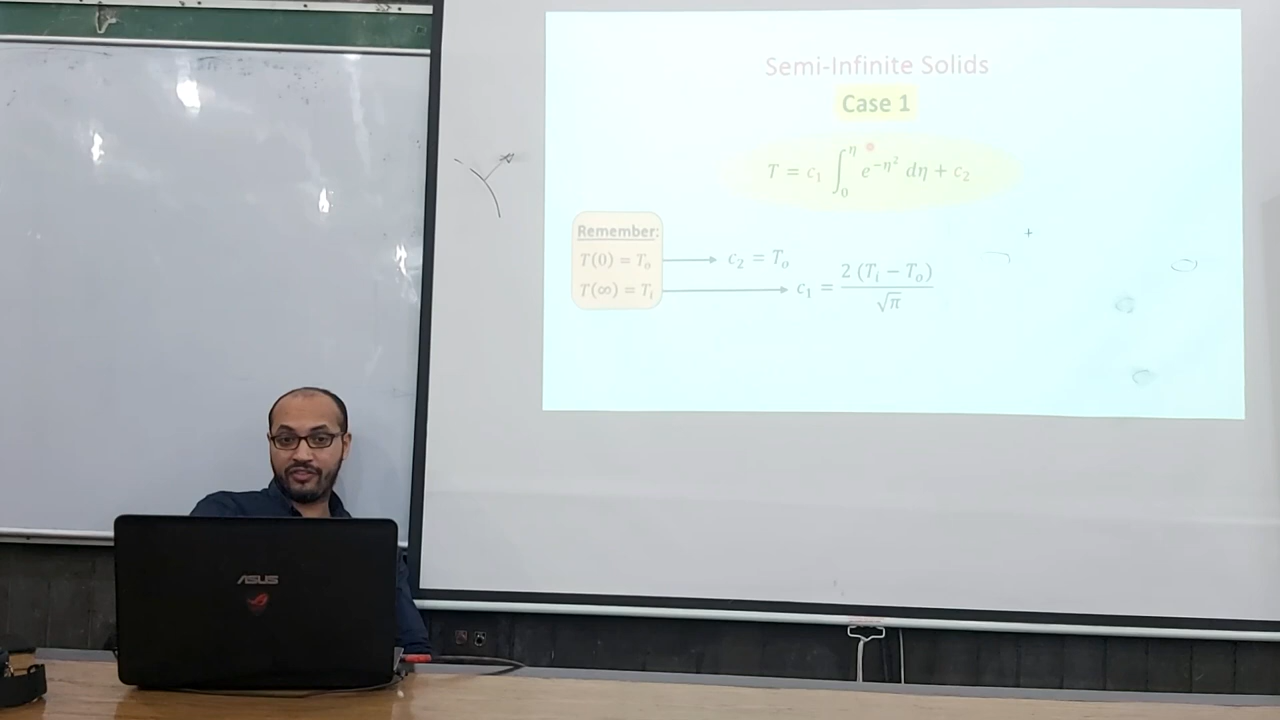 Semi-Infinite Solids
Case 1
T = c₁ ∫₀^η e^(−η²) dη + c₂
Remember:
T(0) = Tₒ → c₂ = Tₒ
T(∞) = Tᵢ → c₁ = 2 (Tᵢ − Tₒ) / √π
ASUS